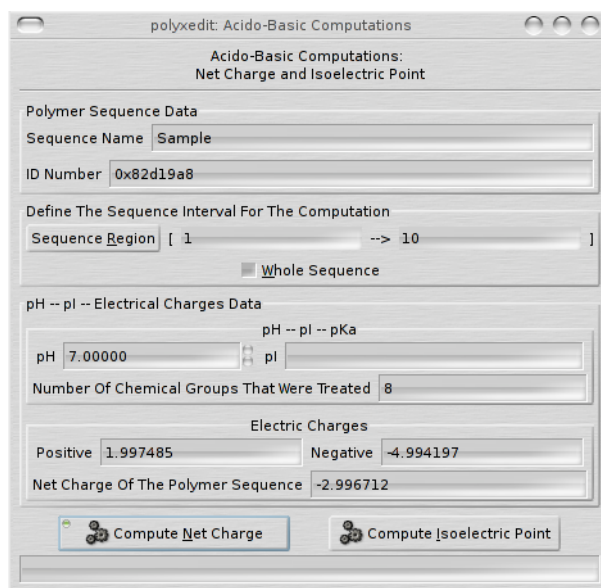 polyxedit: Acido-Basic Computations
Acido-Basic Computations:
Net Charge and Isoelectric Point
Polymer Sequence Data
Sequence Name Sample
ID Number 0x82d19a8
Define The Sequence Interval For The Computation
Sequence Region [ 1 --> 10 ]
Whole Sequence
pH -- pI -- Electrical Charges Data
pH -- pI -- pKa
pH 7.00000 pI
Number Of Chemical Groups That Were Treated 8
Electric Charges
Positive 1.997485 Negative -4.994197
Net Charge Of The Polymer Sequence -2.996712
Compute Net Charge Compute Isoelectric Point